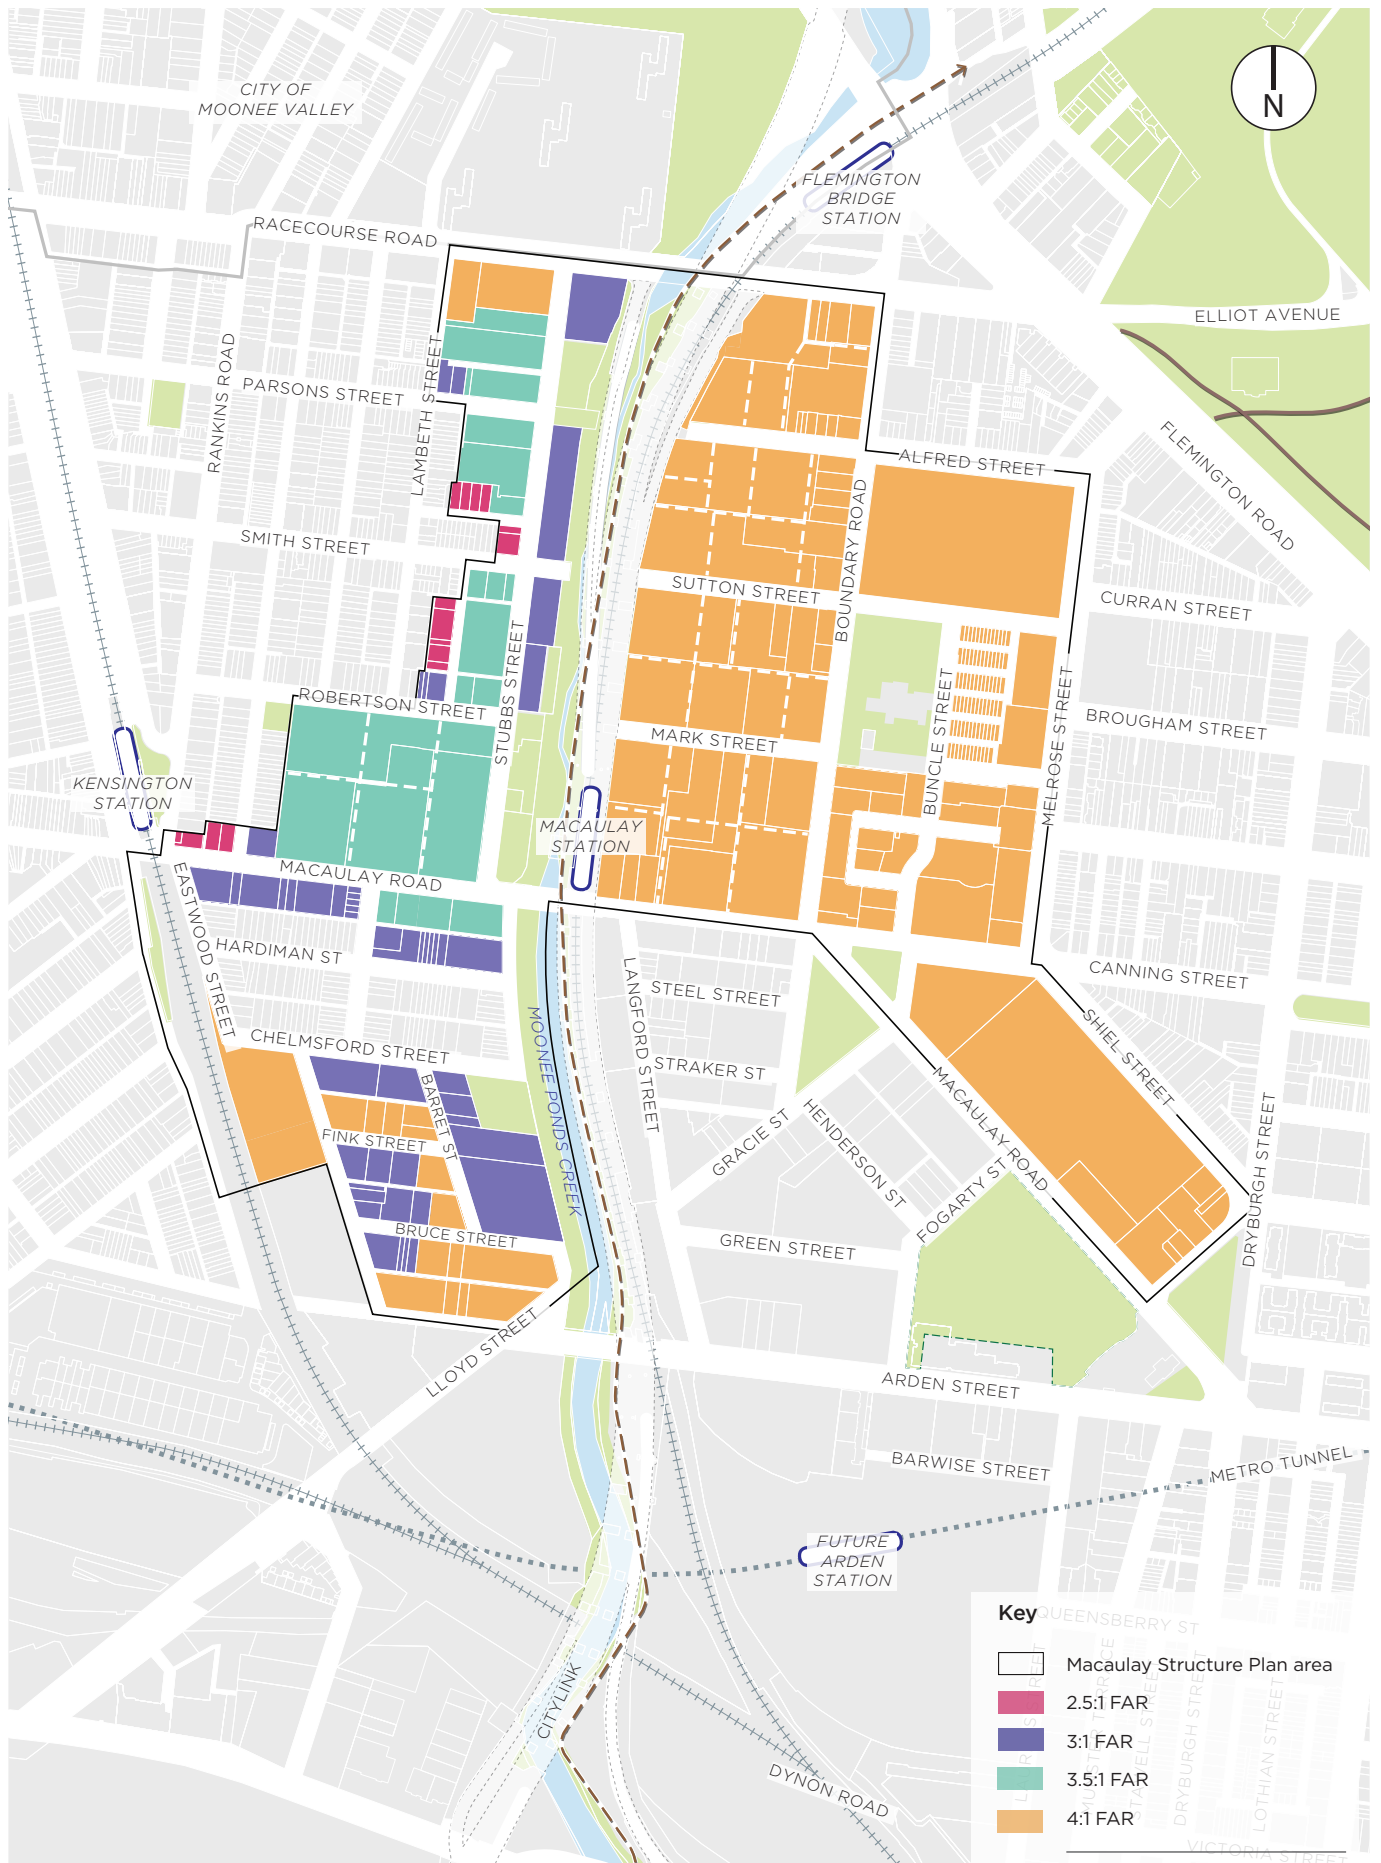 CITY OF
MOONEE VALLEY
N
FLEMINGTON
BRIDGE
STATION
RACECOURSE ROAD
ELLIOT AVENUE
RANKINS ROAD
PARSONS STREET
LAMBETH STREET
FLEMINGTON ROAD
ALFRED STREET
BOUNDARY ROAD
SMITH STREET
SUTTON STREET
CURRAN STREET
STUBBS STREET
ROBERTSON STREET
BUNCLE STREET
MELROSE STREET
BROUGHAM STREET
MARK STREET
KENSINGTON
STATION
MACAULAY
STATION
MACAULAY ROAD
EASTWOOD STREET
HARDIMAN ST
LANGFORD STREET
STEEL STREET
CANNING STREET
SHIEL STREET
MOONEE PONDS CREEK
CHELMSFORD STREET
BARRET ST
STRAKER ST
MACAULAY ROAD
FINK STREET
GRACIE ST
HENDERSON ST
FOGARTY ST
DRYBURGH STREET
BRUCE STREET
GREEN STREET
LLOYD STREET
ARDEN STREET
BARWISE STREET
METRO TUNNEL
FUTURE
ARDEN
STATION
CITYLINK
DYNON ROAD
Key
QUEENSBERRY ST
Macaulay Structure Plan area
2.5:1 FAR
3:1 FAR
3.5:1 FAR
4:1 FAR
STAWELL STREET
DRYBURGH STREET
LOTHIAN STREET
VICTORIA STREET